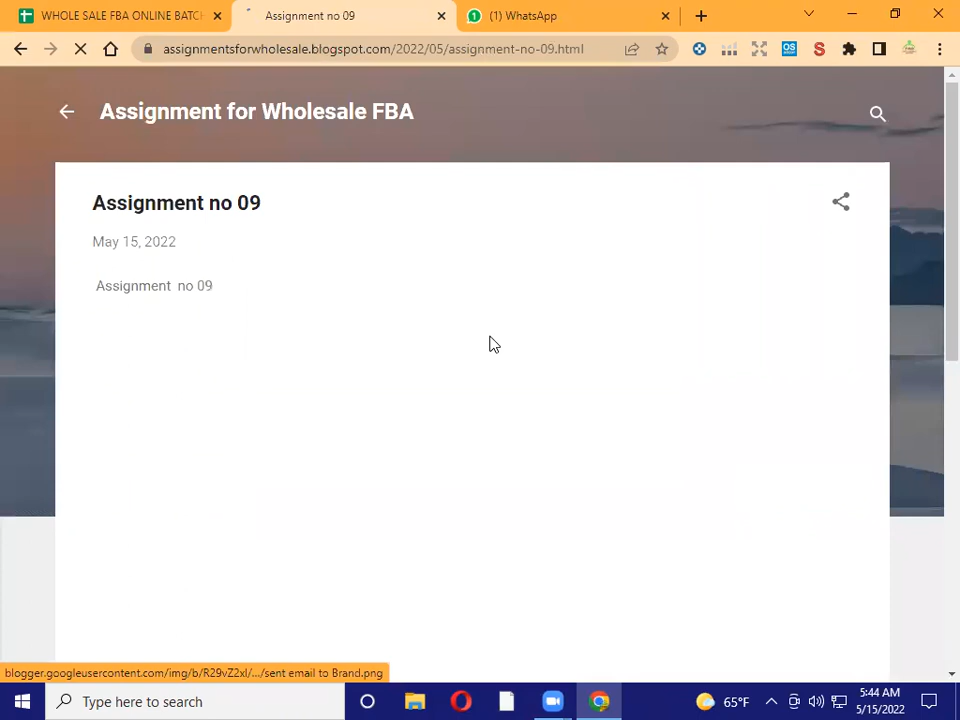 WHOLE SALE FBA ONLINE BATCH
Assignment no 09
(1) WhatsApp
assignmentsforwholesale.blogspot.com/2022/05/assignment-no-09.html
Assignment for Wholesale FBA
Assignment no 09
May 15, 2022
Assignment no 09
blogger.googleusercontent.com/img/b/R29vZ2xl/.../sent email to Brand.png
Type here to search
65°F
5:44 AM
5/15/2022